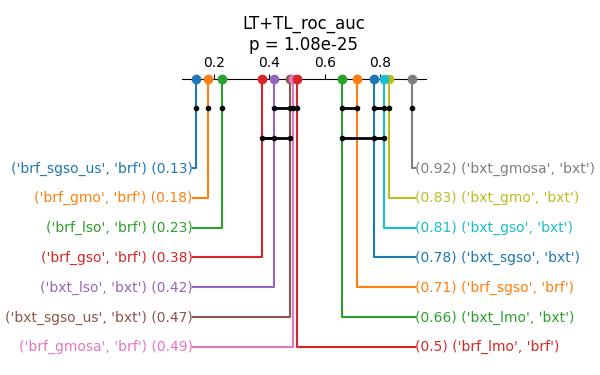 LT+TL_roc_auc
p = 1.08e-25
0.2 0.4 0.6 0.8
('brf_sgso_us', 'brf') (0.13)
(0.92) ('bxt_gmosa', 'bxt')
('brf_gmo', 'brf') (0.18)
(0.83) ('bxt_gmo', 'bxt')
('brf_lso', 'brf') (0.23)
(0.81) ('bxt_gso', 'bxt')
('brf_gso', 'brf') (0.38)
(0.78) ('bxt_sgso', 'bxt')
('bxt_lso', 'bxt') (0.42)
(0.71) ('brf_sgso', 'brf')
('bxt_sgso_us', 'bxt') (0.47)
(0.66) ('bxt_lmo', 'bxt')
('brf_gmosa', 'brf') (0.49)
(0.5) ('brf_lmo', 'brf')